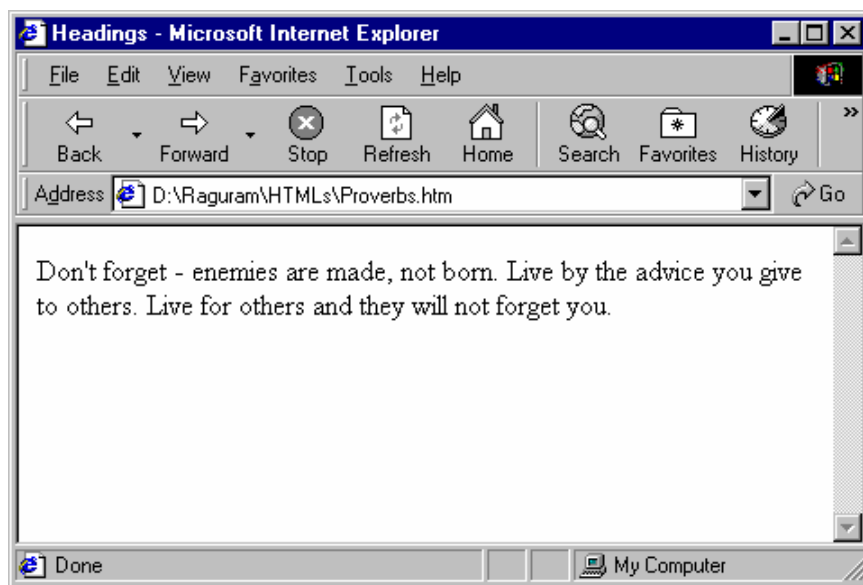 Headings - Microsoft Internet Explorer
File Edit View Favorites Tools Help
Back Forward Stop Refresh Home Search Favorites History »
Address D:\Raguram\HTMLs\Proverbs.htm Go
Don't forget - enemies are made, not born. Live by the advice you give
to others. Live for others and they will not forget you.
Done My Computer